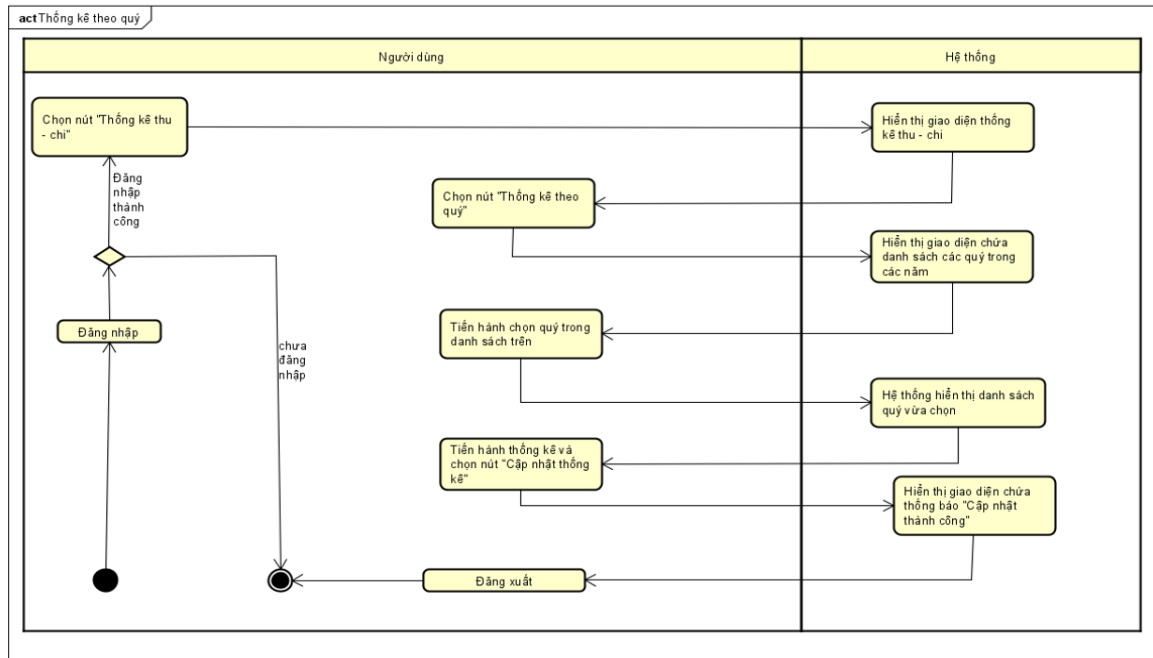 act Thống kê theo quý
Người dùng
Hệ thống
Chọn nút "Thống kê thu
- chi"
Hiển thị giao diện thống
kê thu - chi
Đăng
nhập
thành
công
Chọn nút "Thống kê theo
quý"
Hiển thị giao diện chứa
danh sách các quý trong
các năm
Đăng nhập
Tiến hành chọn quý trong
danh sách trên
chưa
đăng
nhập
Hệ thống hiển thị danh sách
quý vừa chọn
Tiến hành thống kê và
chọn nút "Cập nhật thống
kê"
Hiển thị giao diện chứa
thông báo "Cập nhật
thành công"
Đăng xuất